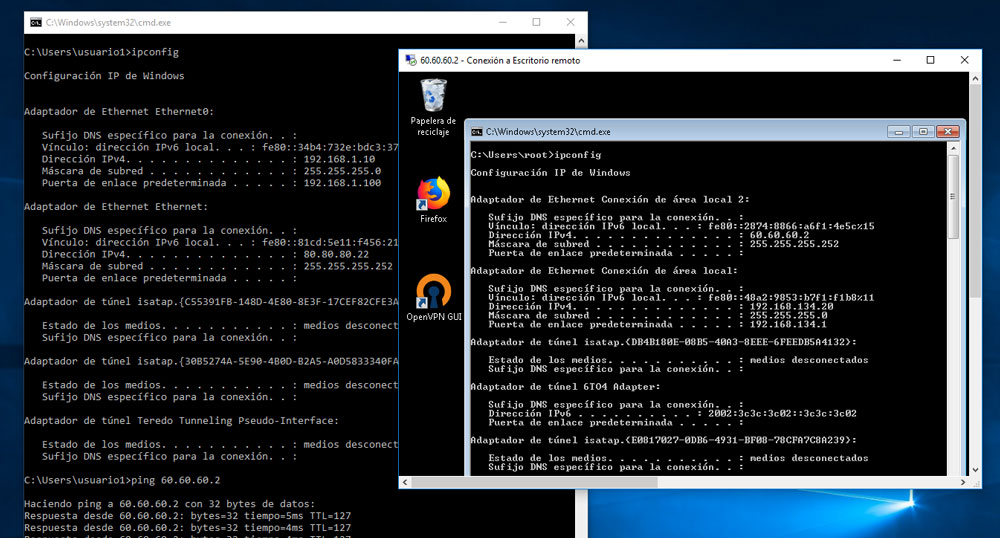 C:\Windows\system32\cmd.exe
C:\Users\usuario1>ipconfig
Configuración IP de Windows
Adaptador de Ethernet Ethernet0:
Sufijo DNS específico para la conexión. . :
Vínculo: dirección IPv6 local. . . : fe80::34b4:732e:bdc3:37
Dirección IPv4. . . . . . . . . . . . . . : 192.168.1.10
Máscara de subred . . . . . . . . . . . . : 255.255.255.0
Puerta de enlace predeterminada . . . . . : 192.168.1.100
Adaptador de Ethernet Ethernet:
Sufijo DNS específico para la conexión. . :
Vínculo: dirección IPv6 local. . . : fe80::81cd:5e11:f456:21
Dirección IPv4. . . . . . . . . . . . . . : 80.80.80.22
Máscara de subred . . . . . . . . . . . . : 255.255.255.252
Puerta de enlace predeterminada . . . . . :
Adaptador de túnel isatap.{C55391FB-148D-4E80-8E3F-17CEF82CFE3A
Estado de los medios. . . . . . . . . . . : medios desconect
Sufijo DNS específico para la conexión. . :
Adaptador de túnel isatap.{30B5274A-5E90-4B0D-B2A5-A0D5833340FA
Estado de los medios. . . . . . . . . . . : medios desconect
Sufijo DNS específico para la conexión. . :
Adaptador de túnel Teredo Tunneling Pseudo-Interface:
Estado de los medios. . . . . . . . . . . : medios desconect
Sufijo DNS específico para la conexión. . :
C:\Users\usuario1>ping 60.60.60.2
Haciendo ping a 60.60.60.2 con 32 bytes de datos:
Respuesta desde 60.60.60.2: bytes=32 tiempo=5ms TTL=127
Respuesta desde 60.60.60.2: bytes=32 tiempo=4ms TTL=127
Respuesta desde 60.60.60.2: bytes=32 tiempo=4ms TTL=127
60.60.60.2 - Conexión a Escritorio remoto
Papelera de
reciclaje
Firefox
OpenVPN GUI
C:\Windows\system32\cmd.exe
C:\Users\root>ipconfig
Configuración IP de Windows
Adaptador de Ethernet Conexión de área local 2:
Sufijo DNS específico para la conexión. . :
Vínculo: dirección IPv6 local. . . : fe80::2874:8866:a6f1:4e5c%15
Dirección IPv4. . . . . . . . . . . . . . : 60.60.60.2
Máscara de subred . . . . . . . . . . . . : 255.255.255.252
Puerta de enlace predeterminada . . . . . :
Adaptador de Ethernet Conexión de área local:
Sufijo DNS específico para la conexión. . :
Vínculo: dirección IPv6 local. . . : fe80::48a2:9853:b7f1:f1b8%11
Dirección IPv4. . . . . . . . . . . . . . : 192.168.134.20
Máscara de subred . . . . . . . . . . . . : 255.255.255.0
Puerta de enlace predeterminada . . . . . : 192.168.134.1
Adaptador de túnel isatap.{DB4B180E-08B5-40A3-8EEE-6FEEDB5A4132}:
Estado de los medios. . . . . . . . . . . : medios desconectados
Sufijo DNS específico para la conexión. . :
Adaptador de túnel 6TO4 Adapter:
Sufijo DNS específico para la conexión. . :
Dirección IPv6 . . . . . . . . . . : 2002:3c3c:3c02::3c3c:3c02
Puerta de enlace predeterminada . . . . . :
Adaptador de túnel isatap.{E0817027-0DB6-4931-BF08-78CFA7C8A239}:
Estado de los medios. . . . . . . . . . . : medios desconectados
Sufijo DNS específico para la conexión. . :